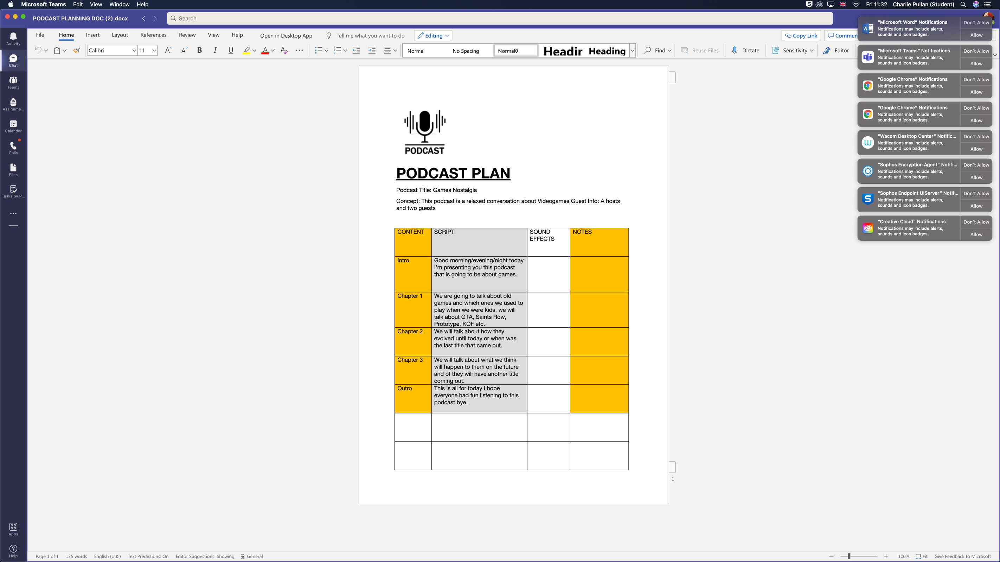 Microsoft Teams Edit View Window Help
Fri 11:32 Charlie Pullan (Student)
PODCAST PLANNING DOC (2).docx
Search
File Home Insert Layout References Review View Help Open in Desktop App Tell me what you want to do Editing
Copy Link Commen
Calibri 11
Normal No Spacing Normal0 Headir Heading
Find Reuse Files Dictate Sensitivity Editor
Activity
Chat
Teams
Assignme...
Calendar
Calls
Files
Tasks by P...
Apps
Help
PODCAST
PODCAST PLAN
Podcast Title: Games Nostalgia
Concept: This podcast is a relaxed conversation about Videogames Guest Info: A hosts
and two guests
CONTENT SCRIPT SOUND EFFECTS NOTES
Intro
Good morning/evening/night today
I'm presenting you this podcast
that is going to be about games.
Chapter 1
We are going to talk about old
games and which ones we used to
play when we were kids, we will
talk about GTA, Saints Row,
Prototype, KOF etc.
Chapter 2
We will talk about how they
evolved until today or when was
the last title that came out.
Chapter 3
We will talk about what we think
will happen to them on the future
and of they will have another title
coming out.
Outro
This is all for today I hope
everyone had fun listening to this
podcast bye.
1
"Microsoft Word" Notifications
Notifications may include alerts,
sounds and icon badges.
Don't Allow
Allow
"Microsoft Teams" Notifications
Notifications may include alerts,
sounds and icon badges.
Don't Allow
Allow
"Google Chrome" Notifications
Notifications may include alerts,
sounds and icon badges.
Don't Allow
Allow
"Google Chrome" Notifications
Notifications may include alerts,
sounds and icon badges.
Don't Allow
Allow
"Wacom Desktop Center" Notific...
Notifications may include alerts,
sounds and icon badges.
Don't Allow
Allow
"Sophos Encryption Agent" Notifi...
Notifications may include alerts,
sounds and icon badges.
Don't Allow
Allow
"Sophos Endpoint UIServer" Notif...
Notifications may include alerts,
sounds and icon badges.
Don't Allow
Allow
"Creative Cloud" Notifications
Notifications may include alerts,
sounds and icon badges.
Don't Allow
Allow
Page 1 of 1 135 words English (U.K.) Text Predictions: On Editor Suggestions: Showing General
100% Fit Give Feedback to Microsoft